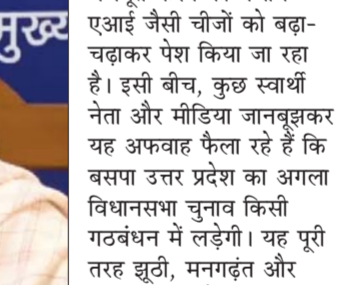 मुख्य
एआई जैसी चीजों को बढ़ा-
चढ़ाकर पेश किया जा रहा
है। इसी बीच, कुछ स्वार्थी
नेता और मीडिया जानबूझकर
यह अफवाह फैला रहे हैं कि
बसपा उत्तर प्रदेश का अगला
विधानसभा चुनाव किसी
गठबंधन में लड़ेगी। यह पूरी
तरह झूठी, मनगढ़ंत और